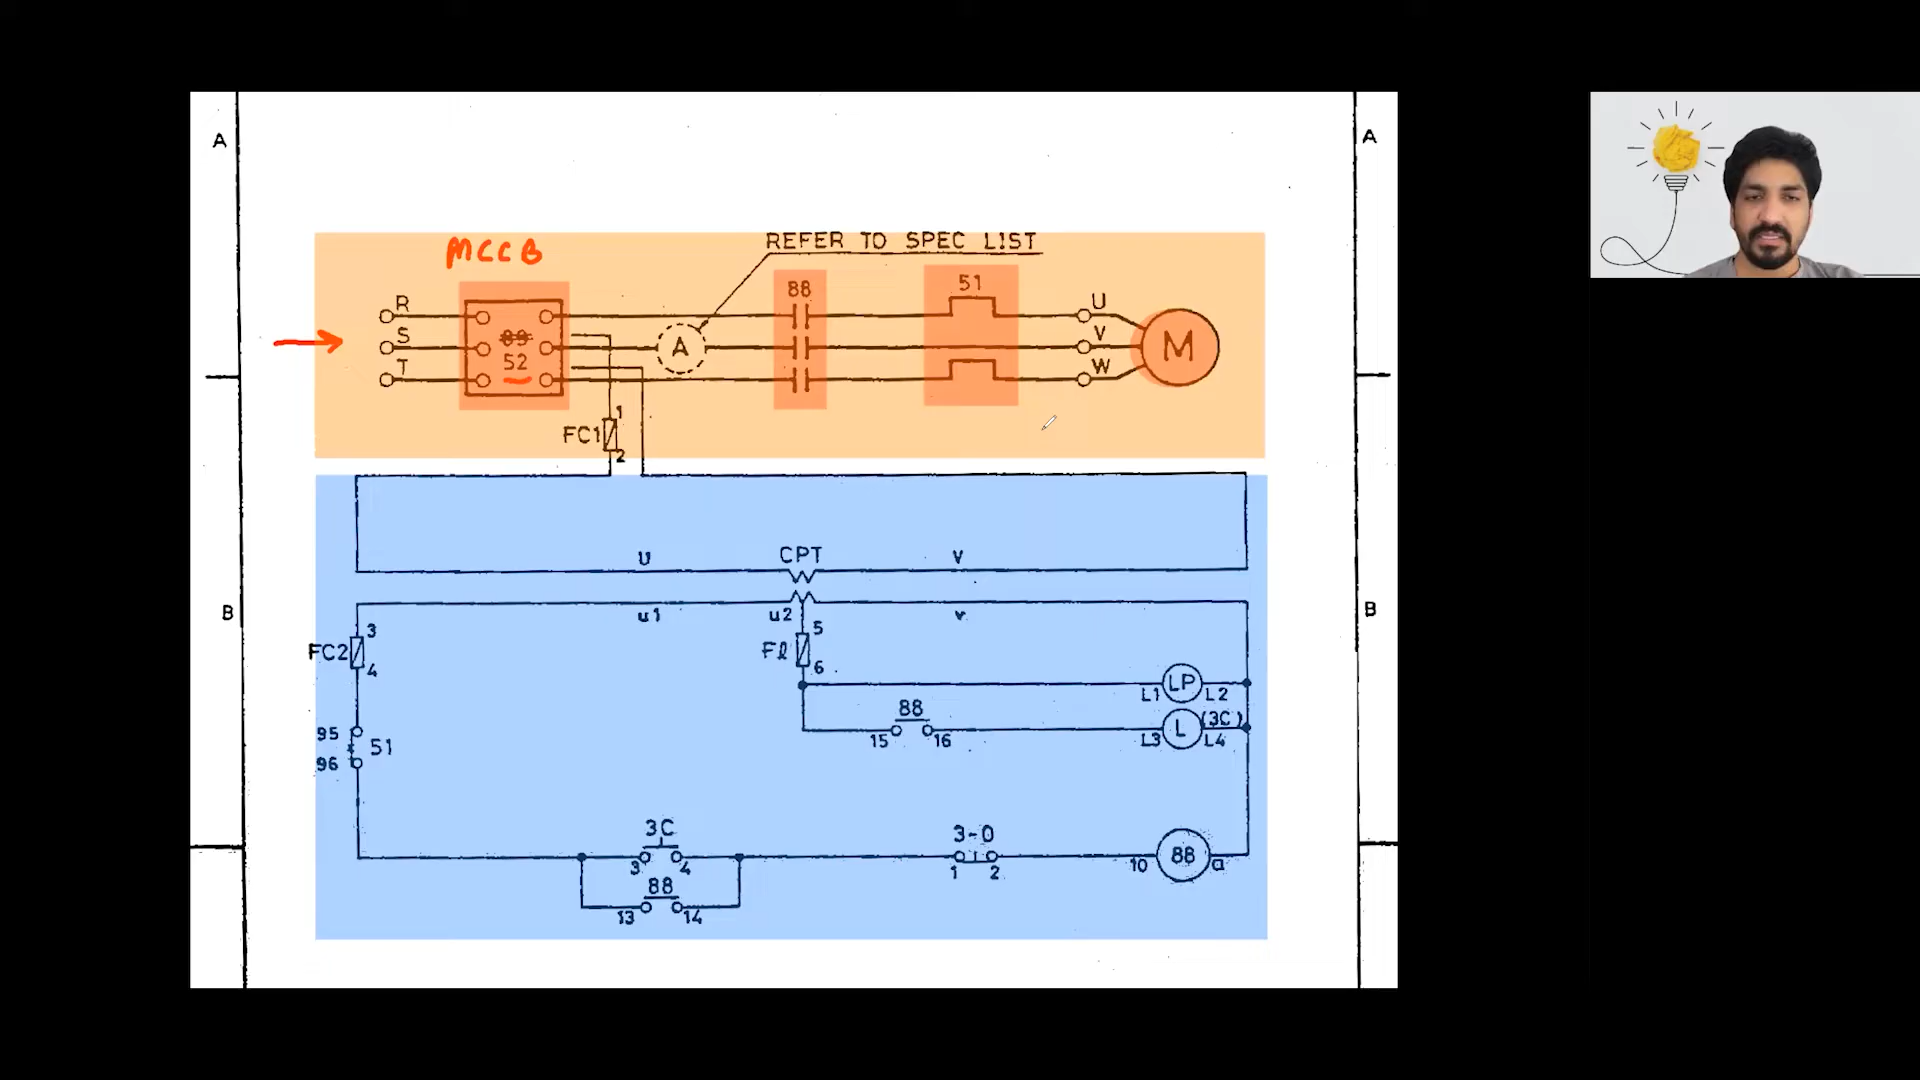 A A
REFER TO SPEC LIST
MCCB
88 51
R U
S 89 A V M
52
T W
1
FC1
2
U CPT V
u1 u2 v
B B
3 5
FC2 Fl
4 6
L1 LP L2
88 (3C)
15 16 L3 L L4
95 51
96
3C 3-0
3 4 1 2 10 88 a
88
13 14